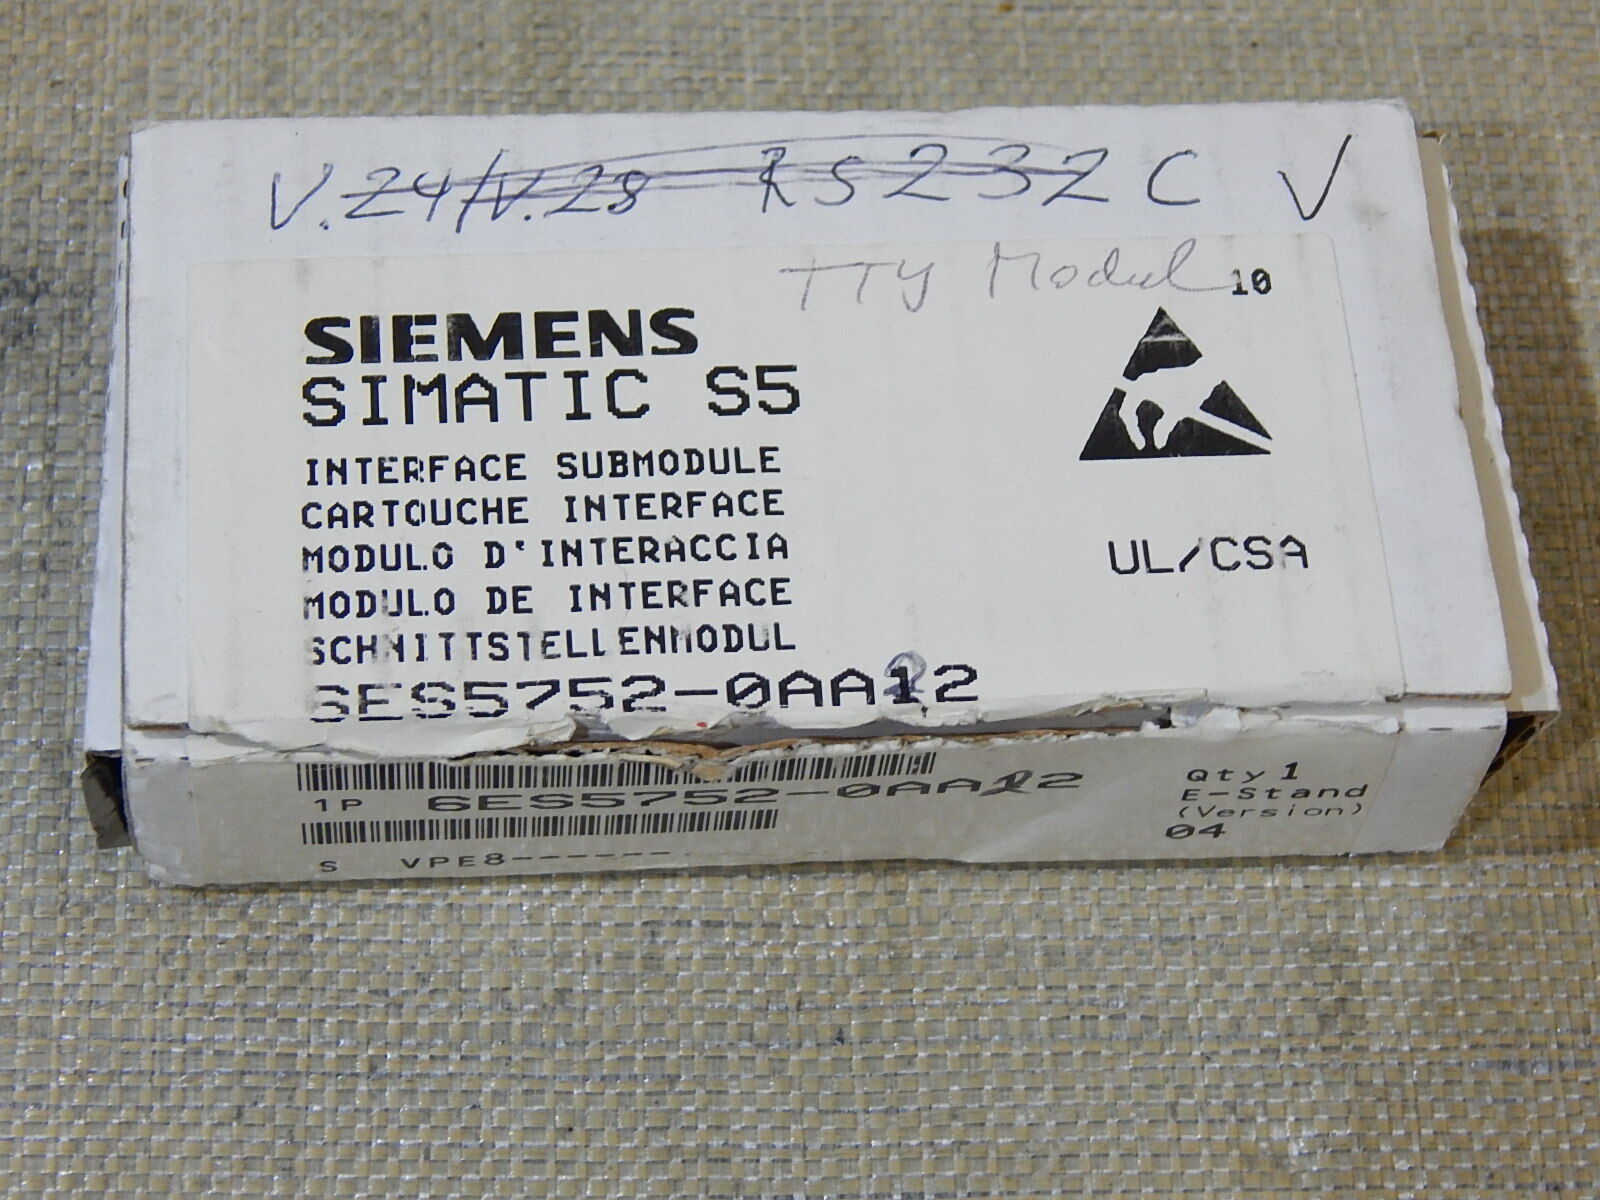 V.24/V.28 RS232C √
TTY Modul
10
SIEMENS
SIMATIC S5
INTERFACE SUBMODULE
CARTOUCHE INTERFACE
MODULO D'INTERACCIA
MODULO DE INTERFACE
SCHNITTSTELLENMODUL
UL/CSA
6ES5752-0AA12
1P 6ES5752-0AA12
Qty 1
E-Stand
(Version)
04
S VPE8------